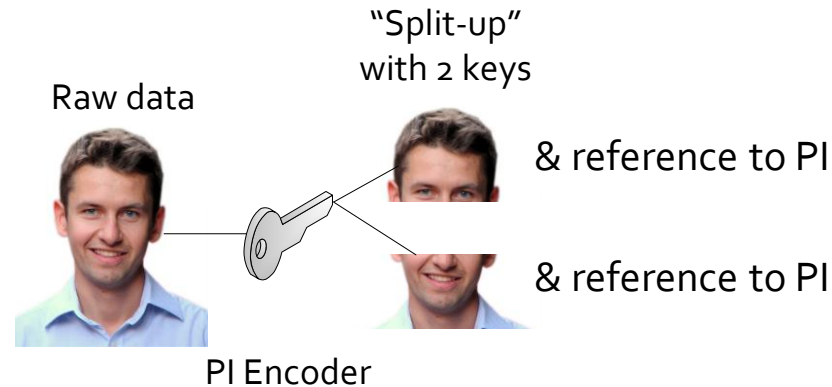 “Split-up”
with 2 keys
Raw data
& reference to PI
& reference to PI
PI Encoder